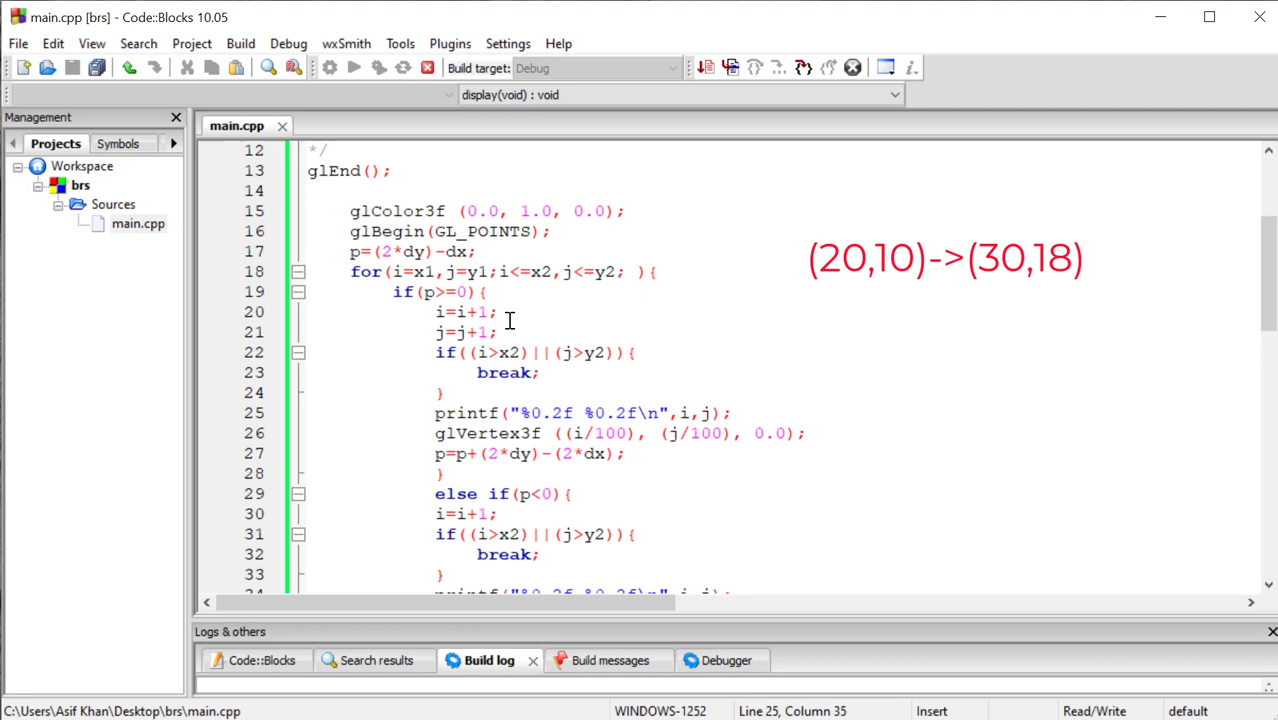 main.cpp [brs] - Code::Blocks 10.05
File Edit View Search Project Build Debug wxSmith Tools Plugins Settings Help
Build target: Debug
display(void) : void
Management
main.cpp
Projects Symbols
Workspace
brs
Sources
main.cpp
12 */
13 glEnd();
14
15 glColor3f (0.0, 1.0, 0.0);
16 glBegin(GL_POINTS);
17 p=(2*dy)-dx;
18 for(i=x1,j=y1;i<=x2,j<=y2; ){
19 if(p>=0){
20 i=i+1;
21 j=j+1;
22 if((i>x2)||(j>y2)){
23 break;
24 }
25 printf("%0.2f %0.2f\n",i,j);
26 glVertex3f ((i/100), (j/100), 0.0);
27 p=p+(2*dy)-(2*dx);
28 }
29 else if(p<0){
30 i=i+1;
31 if((i>x2)||(j>y2)){
32 break;
33 }
(20,10)->(30,18)
Logs & others
Code::Blocks Search results Build log Build messages Debugger
C:\Users\Asif Khan\Desktop\brs\main.cpp WINDOWS-1252 Line 25, Column 35 Insert Read/Write default